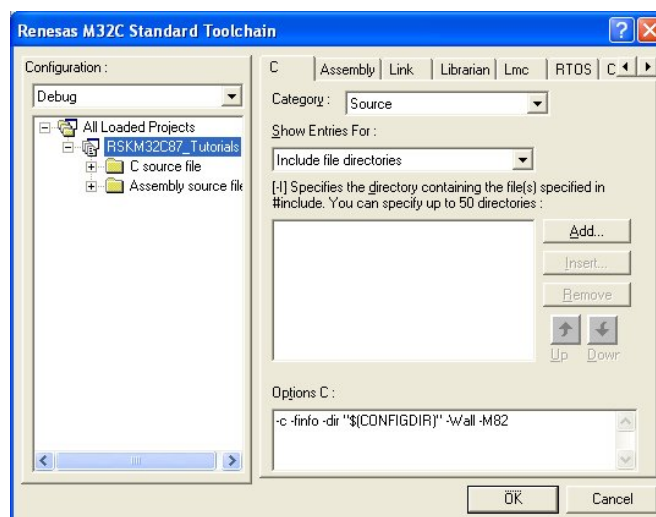 Renesas M32C Standard Toolchain
Configuration :
Debug
All Loaded Projects
RSKM32C87_Tutorials
C source file
Assembly source file
C Assembly Link Librarian Lmc RTOS C
Category : Source
Show Entries For :
Include file directories
[-I] Specifies the directory containing the file(s) specified in
#include. You can specify up to 50 directories :
Add...
Insert...
Remove
Up Down
Options C :
-c -finfo -dir "$(CONFIGDIR)" -Wall -M82
OK Cancel